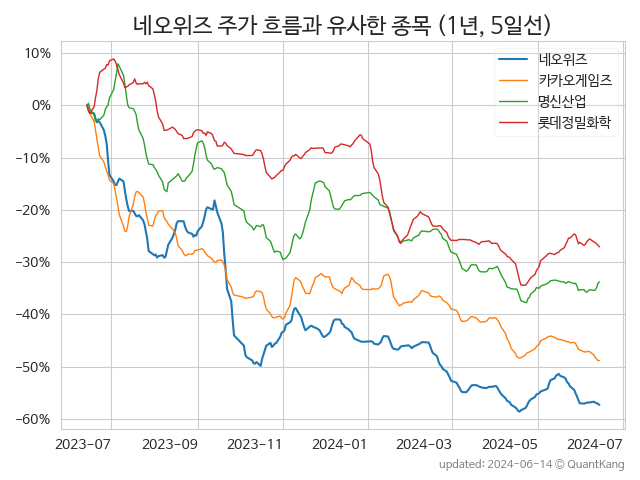 네오위즈 주가 흐름과 유사한 종목 (1년, 5일선)
네오위즈
카카오게임즈
명신산업
롯데정밀화학
10%
0%
−10%
−20%
−30%
−40%
−50%
−60%
2023-07
2023-09
2023-11
2024-01
2024-03
2024-05
2024-07
updated: 2024-06-14 © QuantKang